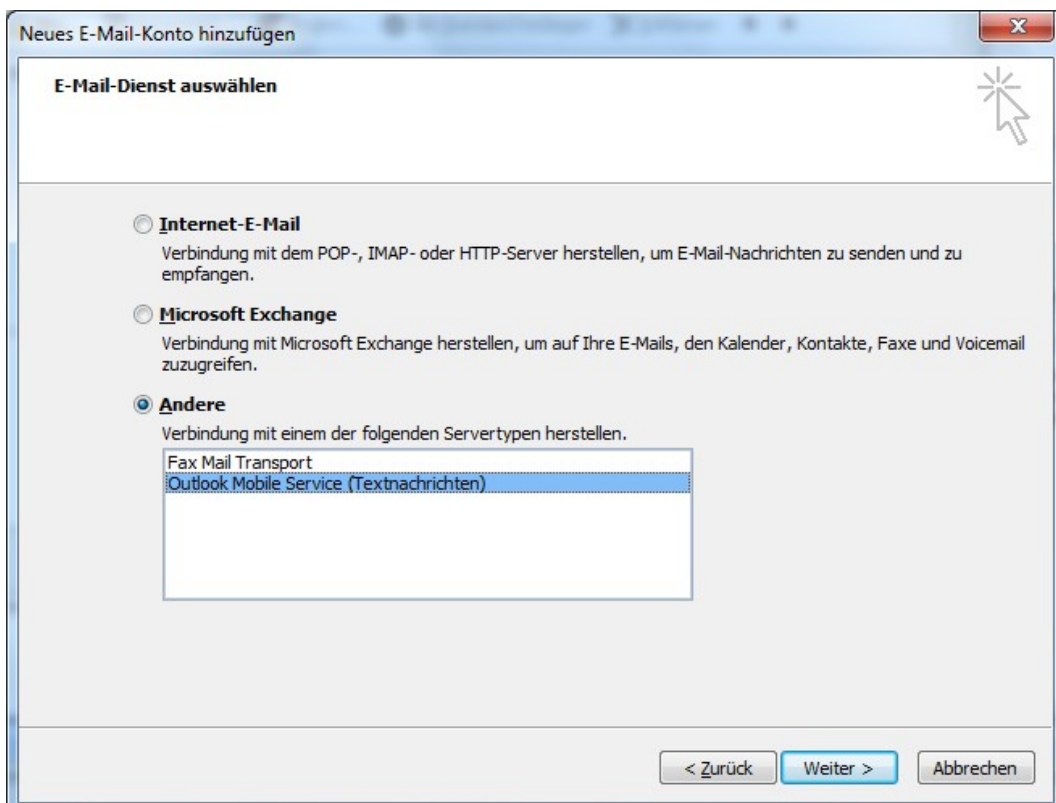 Neues E-Mail-Konto hinzufügen
E-Mail-Dienst auswählen
Internet-E-Mail
Verbindung mit dem POP-, IMAP- oder HTTP-Server herstellen, um E-Mail-Nachrichten zu senden und zu
empfangen.
Microsoft Exchange
Verbindung mit Microsoft Exchange herstellen, um auf Ihre E-Mails, den Kalender, Kontakte, Faxe und Voicemail
zuzugreifen.
Andere
Verbindung mit einem der folgenden Servertypen herstellen.
Fax Mail Transport
Outlook Mobile Service (Textnachrichten)
< Zurück Weiter > Abbrechen